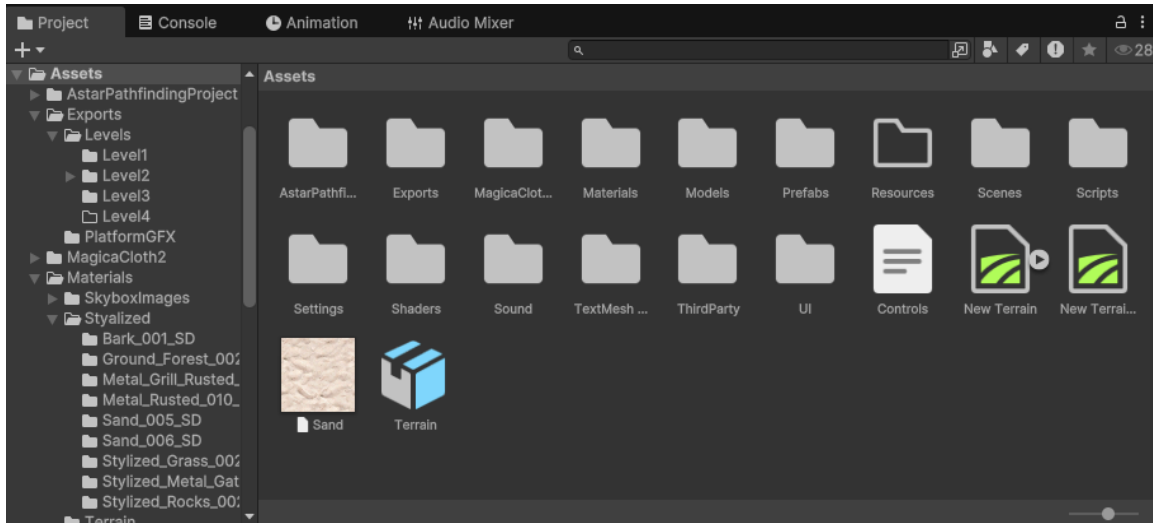 Project Console Animation Audio Mixer
28
Assets
AstarPathfindingProject
Exports
Levels
Level1
Level2
Level3
Level4
PlatformGFX
MagicaCloth2
Materials
SkyboxImages
Styalized
Bark_001_SD
Ground_Forest_002
Metal_Grill_Rusted_
Metal_Rusted_010_
Sand_005_SD
Sand_006_SD
Stylized_Grass_002
Stylized_Metal_Gat
Stylized_Rocks_002
Terrain
Assets
AstarPathfi... Exports MagicaClot... Materials Models Prefabs Resources Scenes Scripts
Settings Shaders Sound TextMesh ... ThirdParty UI Controls New Terrain New Terrai...
Sand Terrain